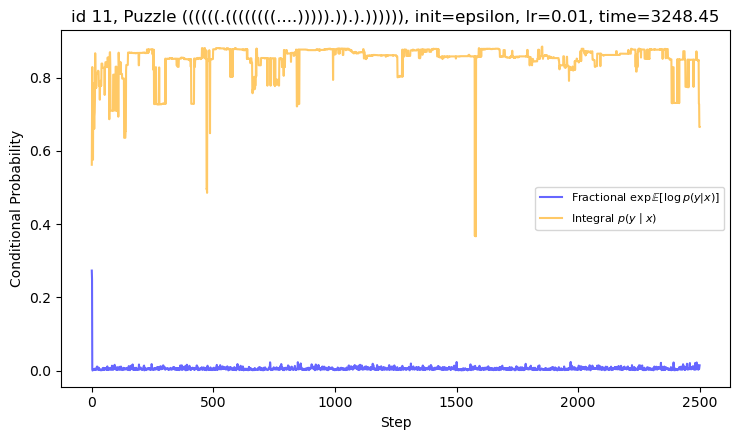 id 11, Puzzle ((((((.((((((((....))))).)).).)))))), init=epsilon, lr=0.01, time=3248.45
Conditional Probability
0.8
0.6
0.4
0.2
0.0
Fractional exp𝔼[log p(y|x)]
Integral p(y | x)
0 500 1000 1500 2000 2500
Step